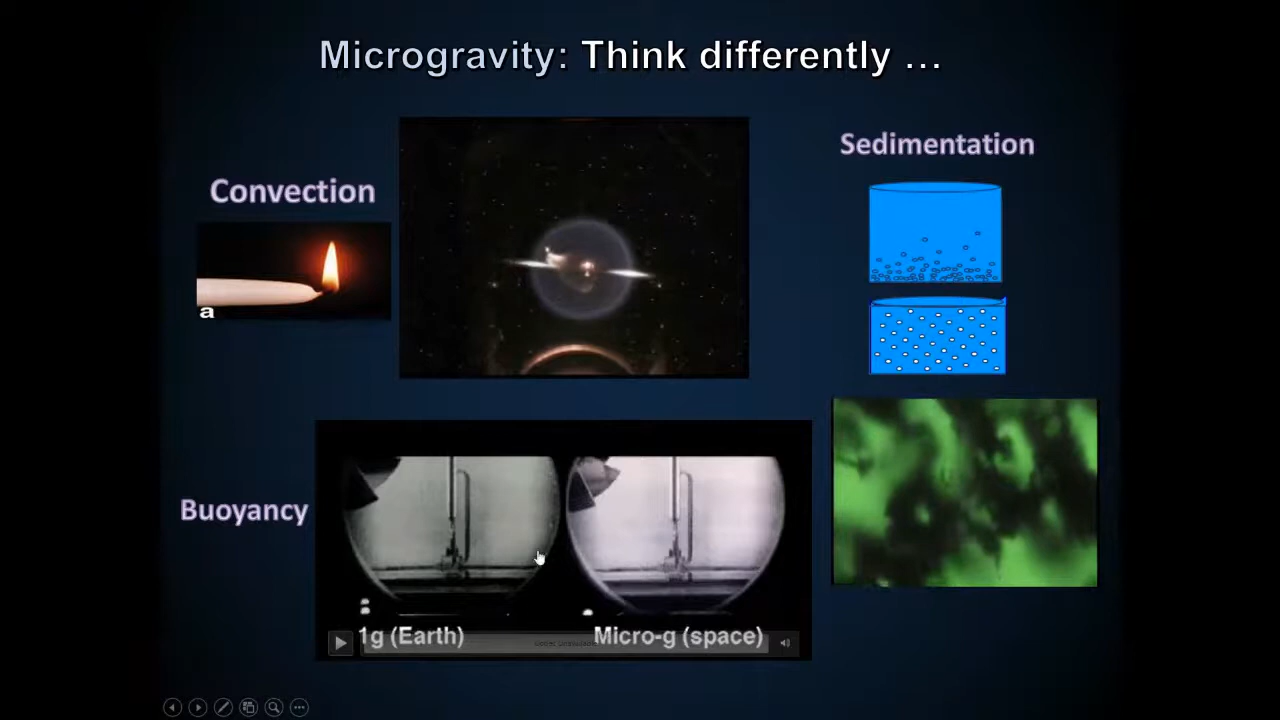 Microgravity: Think differently ...
Sedimentation
Convection
a
Buoyancy
1g (Earth)
Micro-g (space)